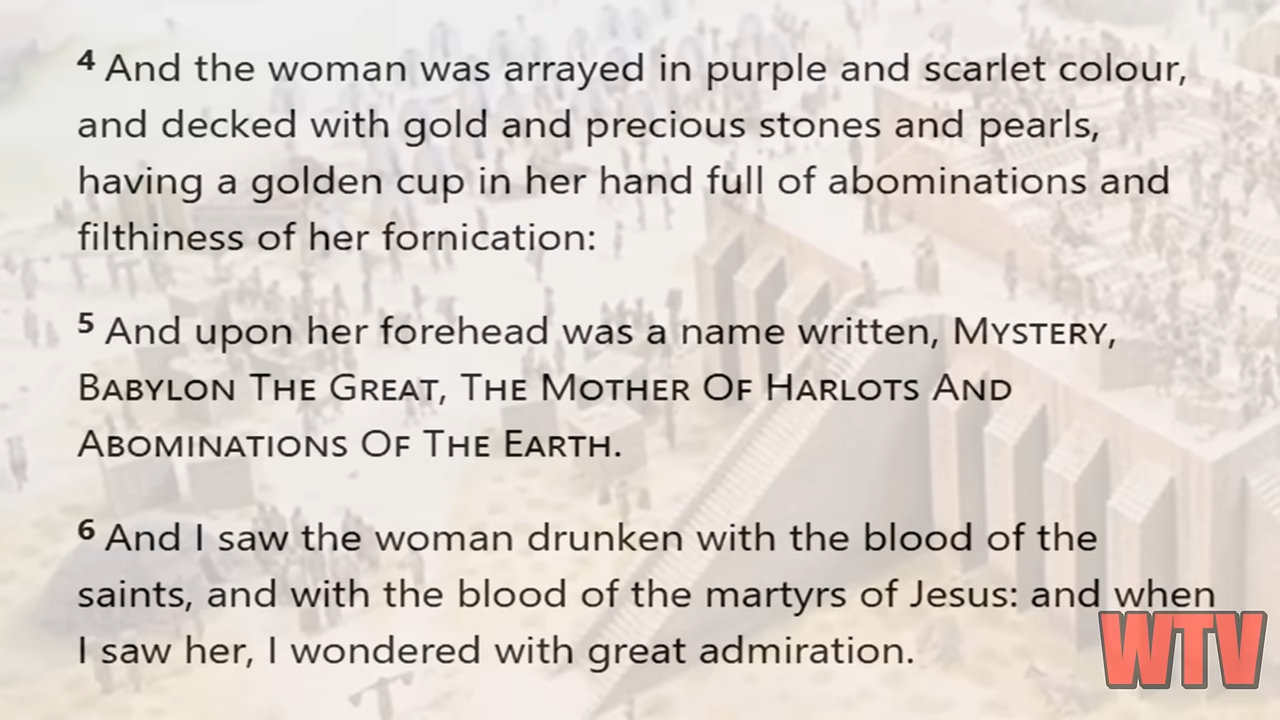 4 And the woman was arrayed in purple and scarlet colour,
and decked with gold and precious stones and pearls,
having a golden cup in her hand full of abominations and
filthiness of her fornication:
5 And upon her forehead was a name written, MYSTERY,
BABYLON THE GREAT, THE MOTHER OF HARLOTS AND
ABOMINATIONS OF THE EARTH.
6 And I saw the woman drunken with the blood of the
saints, and with the blood of the martyrs of Jesus: and when
I saw her, I wondered with great admiration.
WTV